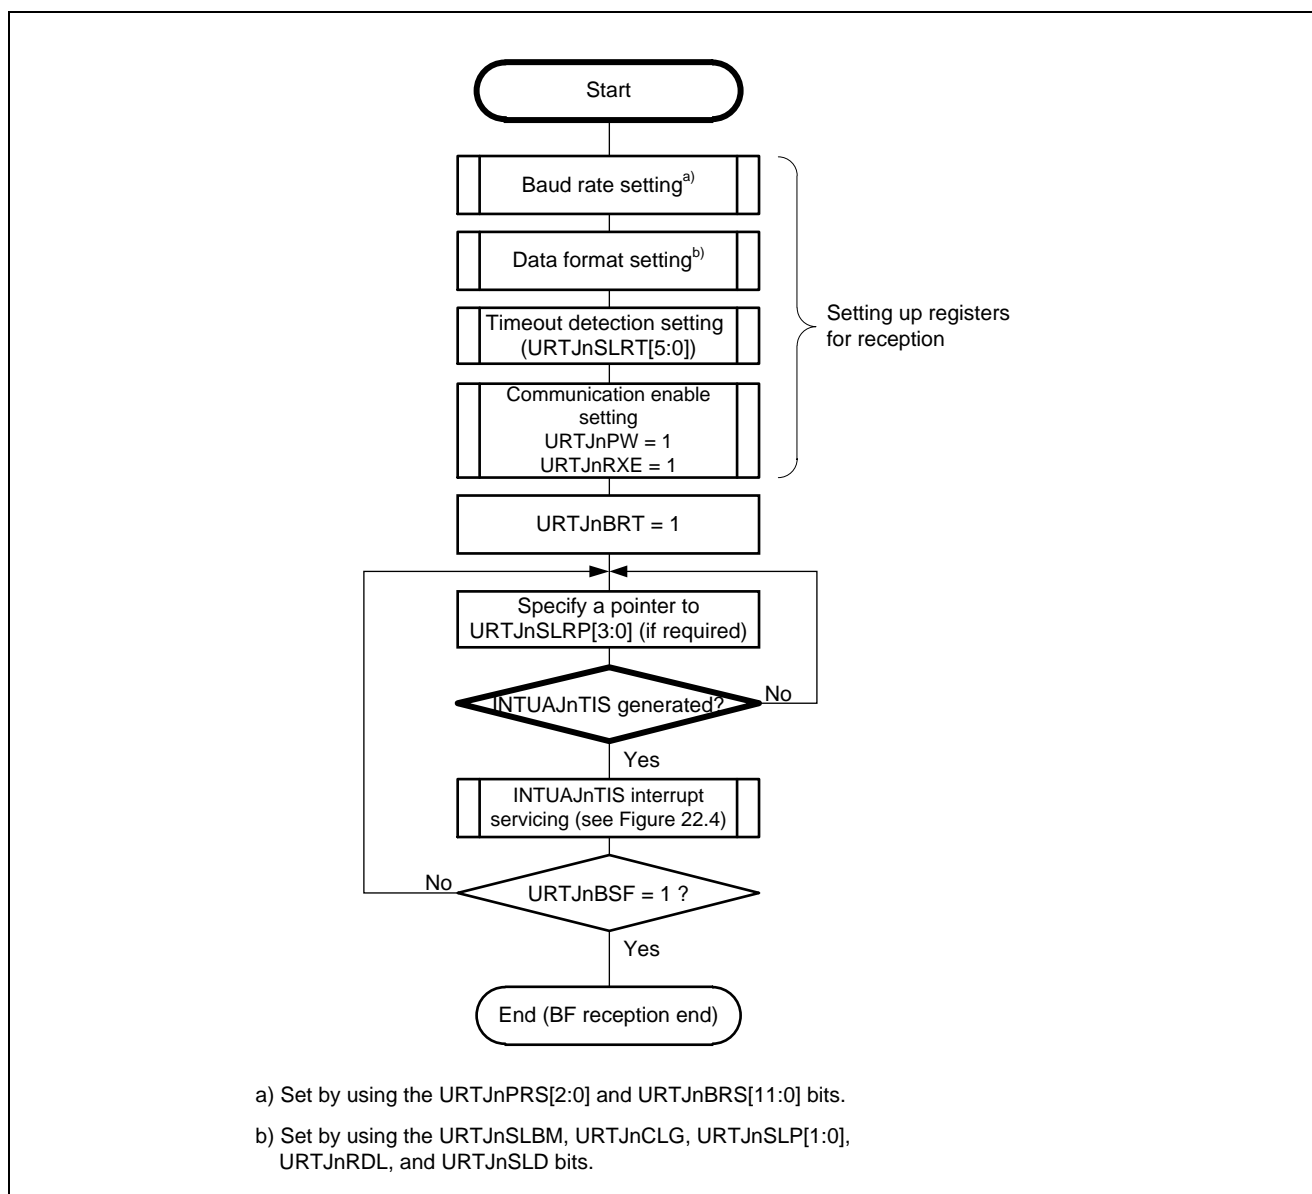 Start
Baud rate setting a)
Data format setting b)
Timeout detection setting
(URTJnSLRT[5:0])
Communication enable
setting
URTJnPW = 1
URTJnRXE = 1
Setting up registers
for reception
URTJnBRT = 1
Specify a pointer to
URTJnSLRP[3:0] (if required)
INTUAJnTIS generated?
No
Yes
INTUAJnTIS interrupt
servicing (see Figure 22.4)
No
URTJnBSF = 1 ?
Yes
End (BF reception end)
a) Set by using the URTJnPRS[2:0] and URTJnBRS[11:0] bits.
b) Set by using the URTJnSLBM, URTJnCLG, URTJnSLP[1:0],
URTJnRDL, and URTJnSLD bits.